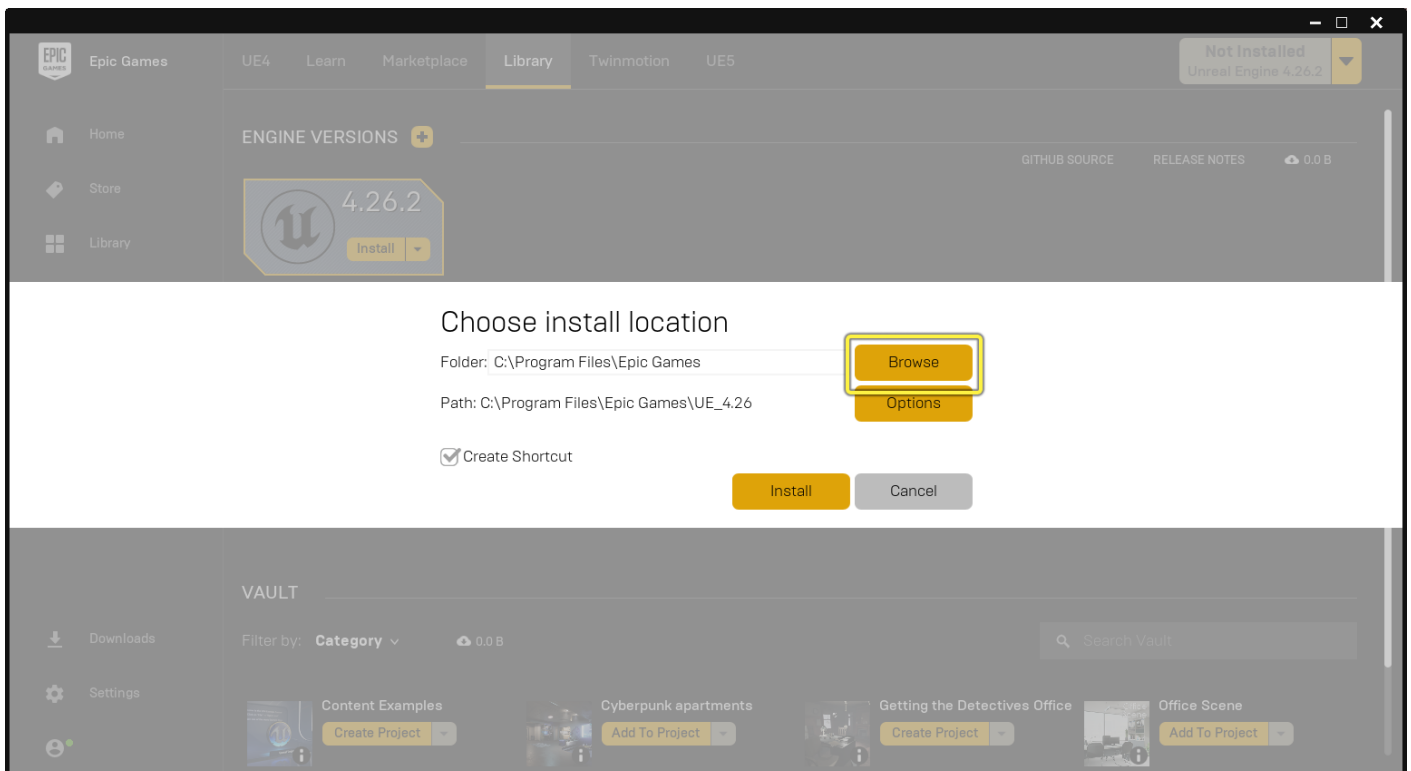 EPIC GAMES
Epic Games
UE4
Learn
Marketplace
Library
Twinmotion
UE5
Not Installed
Unreal Engine 4.26.2
Home
Store
Library
ENGINE VERSIONS
GITHUB SOURCE
RELEASE NOTES
0.0 B
4.26.2
Install
Choose install location
Folder: C:\Program Files\Epic Games
Browse
Path: C:\Program Files\Epic Games\UE_4.26
Options
Create Shortcut
Install
Cancel
VAULT
Filter by: Category
0.0 B
Search Vault
Downloads
Settings
Content Examples
Create Project
Cyberpunk apartments
Add To Project
Getting the Detectives Office
Create Project
Office Scene
Add To Project